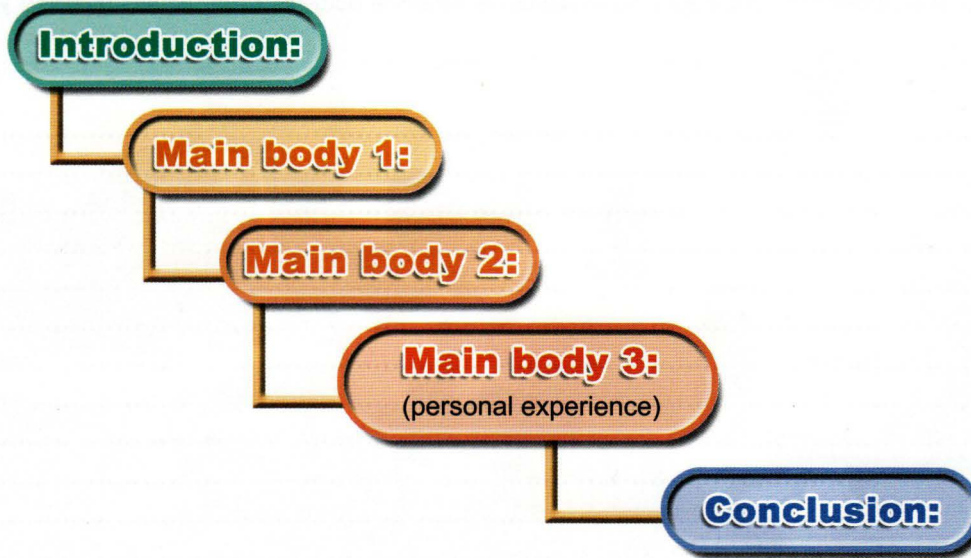 Introduction:
Main body 1:
Main body 2:
Main body 3:
(personal experience)
Conclusion: